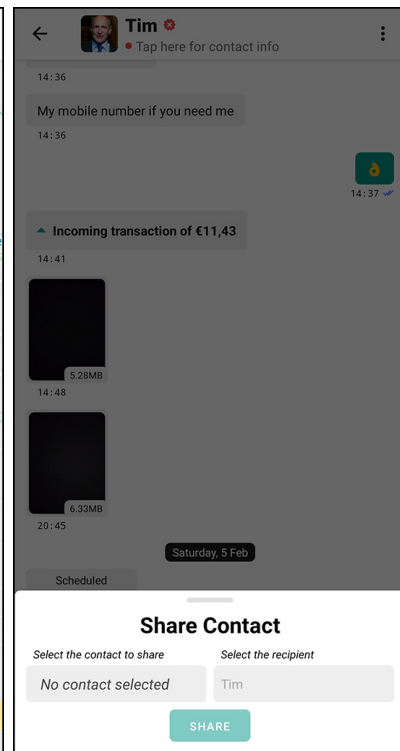 Tim
Tap here for contact info
14:36
My mobile number if you need me
14:36
14:37
Incoming transaction of €11,43
14:41
5.28MB
14:48
6.33MB
20:45
Saturday, 5 Feb
Scheduled
Share Contact
Select the contact to share Select the recipient
No contact selected Tim
SHARE